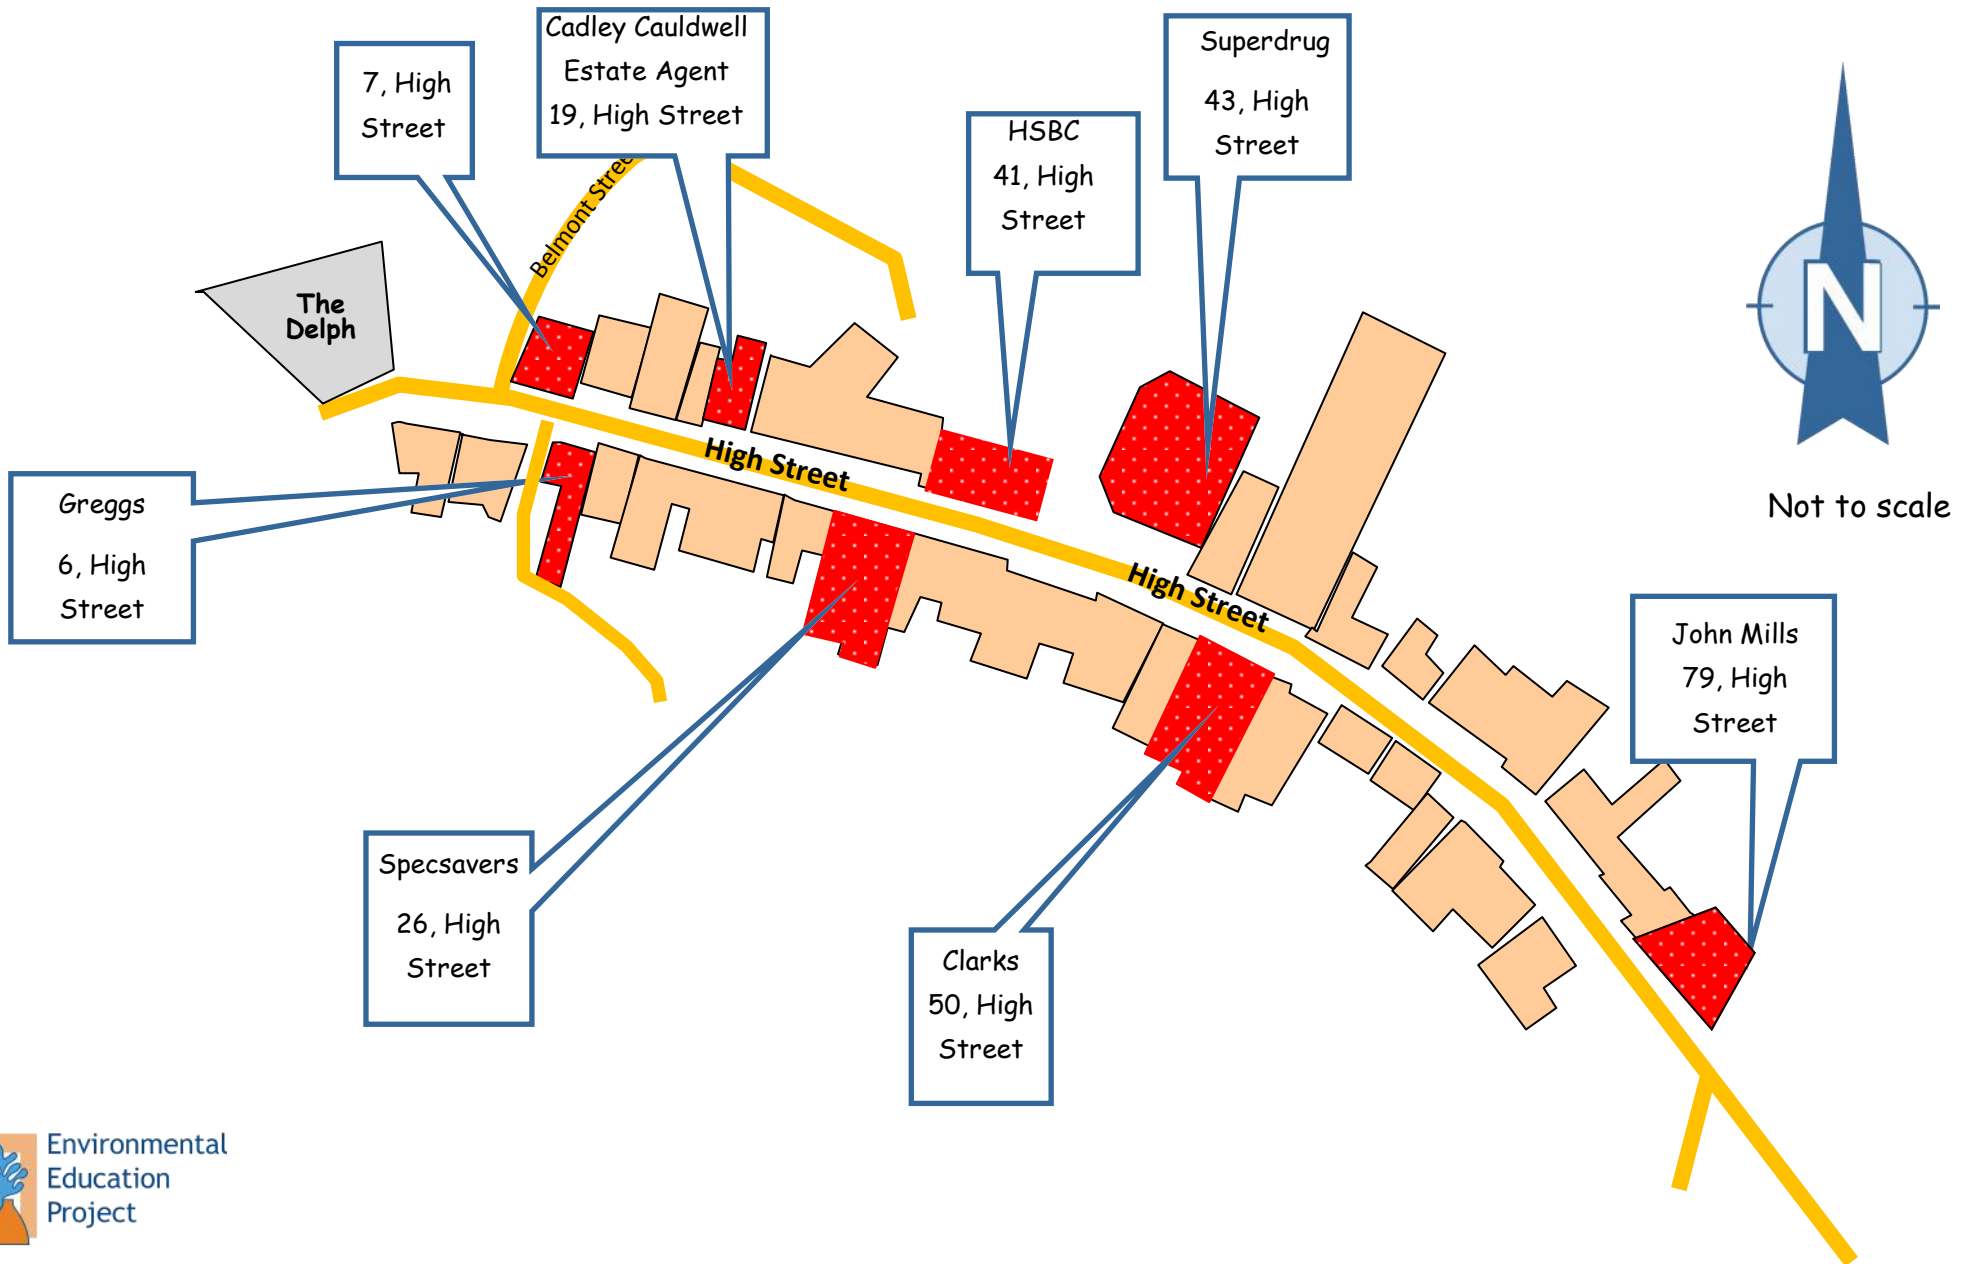 Cadley Cauldwell
Estate Agent
19, High Street
7, High
Street
Superdrug
43, High
Street
HSBC
41, High
Street
Belmont Street
The
Delph
N
Not to scale
High Street
High Street
Greggs
6, High
Street
John Mills
79, High
Street
Specsavers
26, High
Street
Clarks
50, High
Street
Environmental
Education
Project